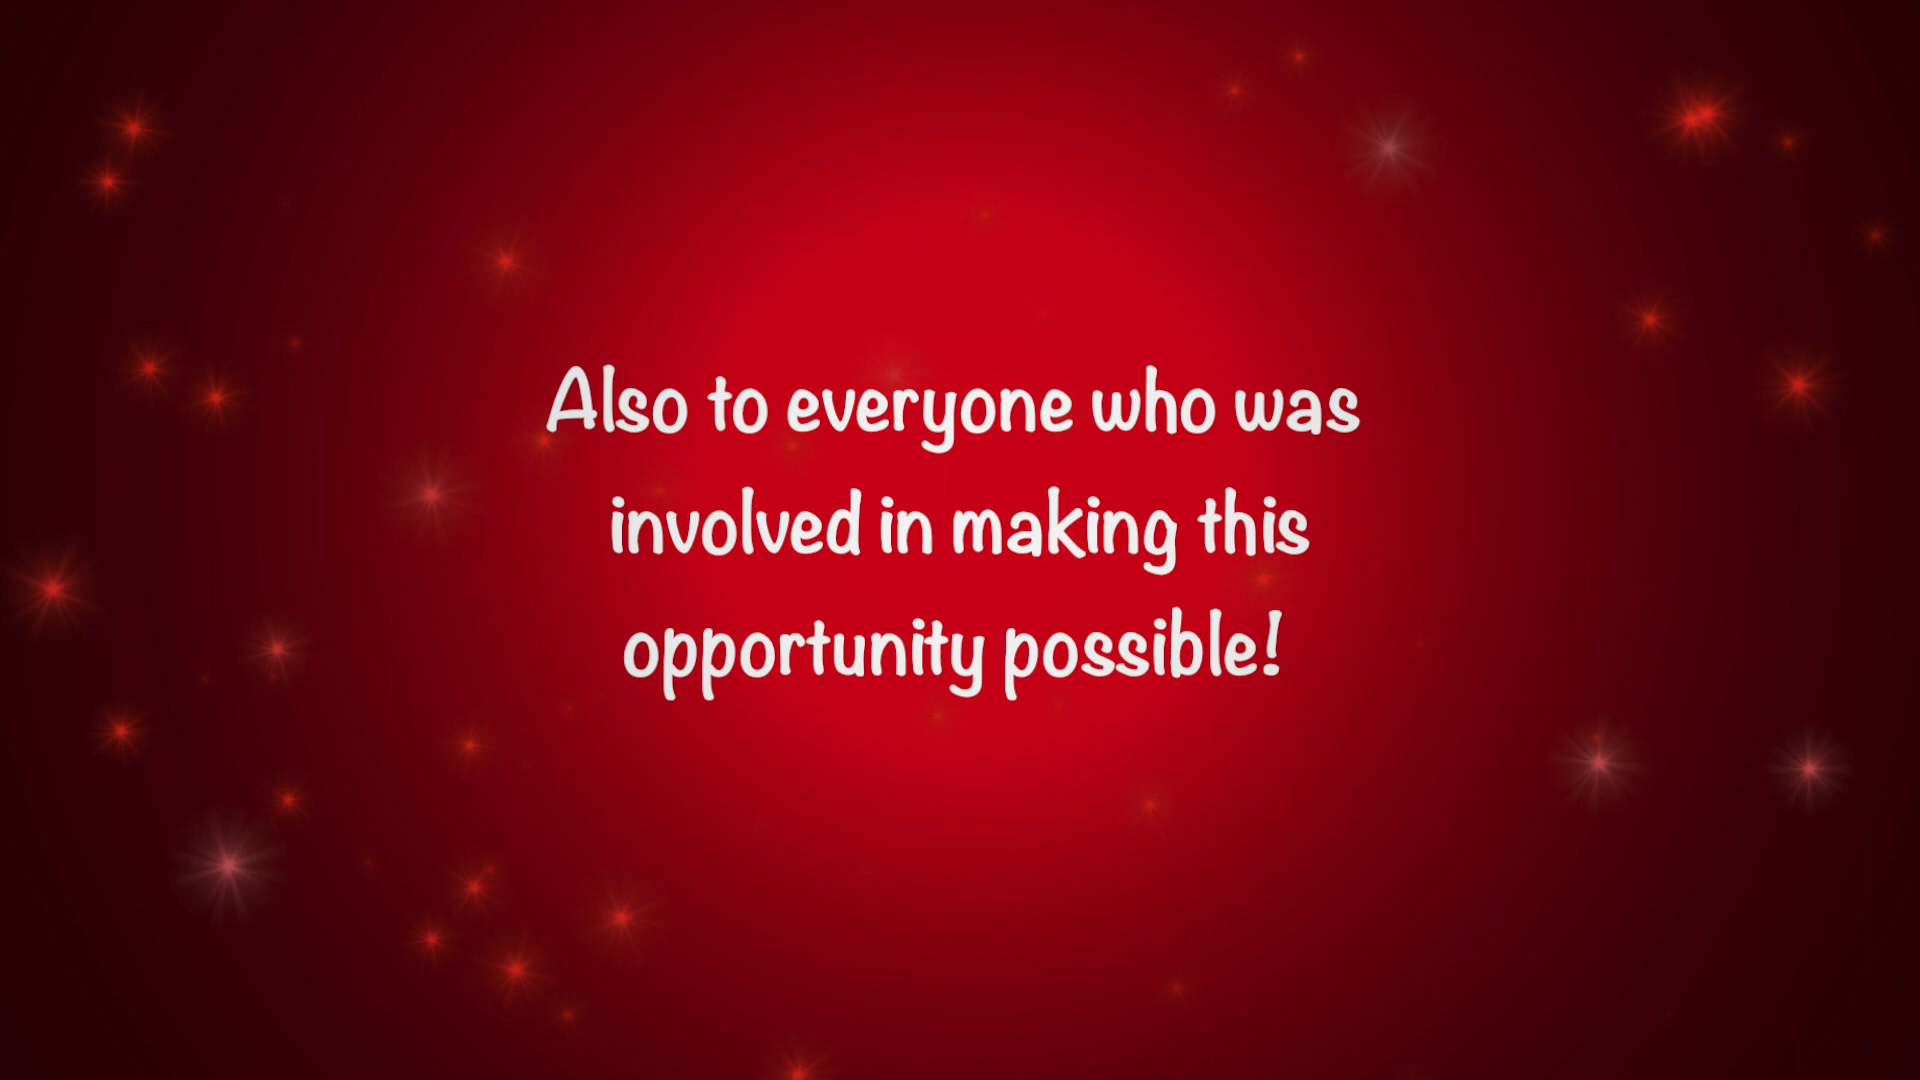 Also to everyone who was
involved in making this
opportunity possible!